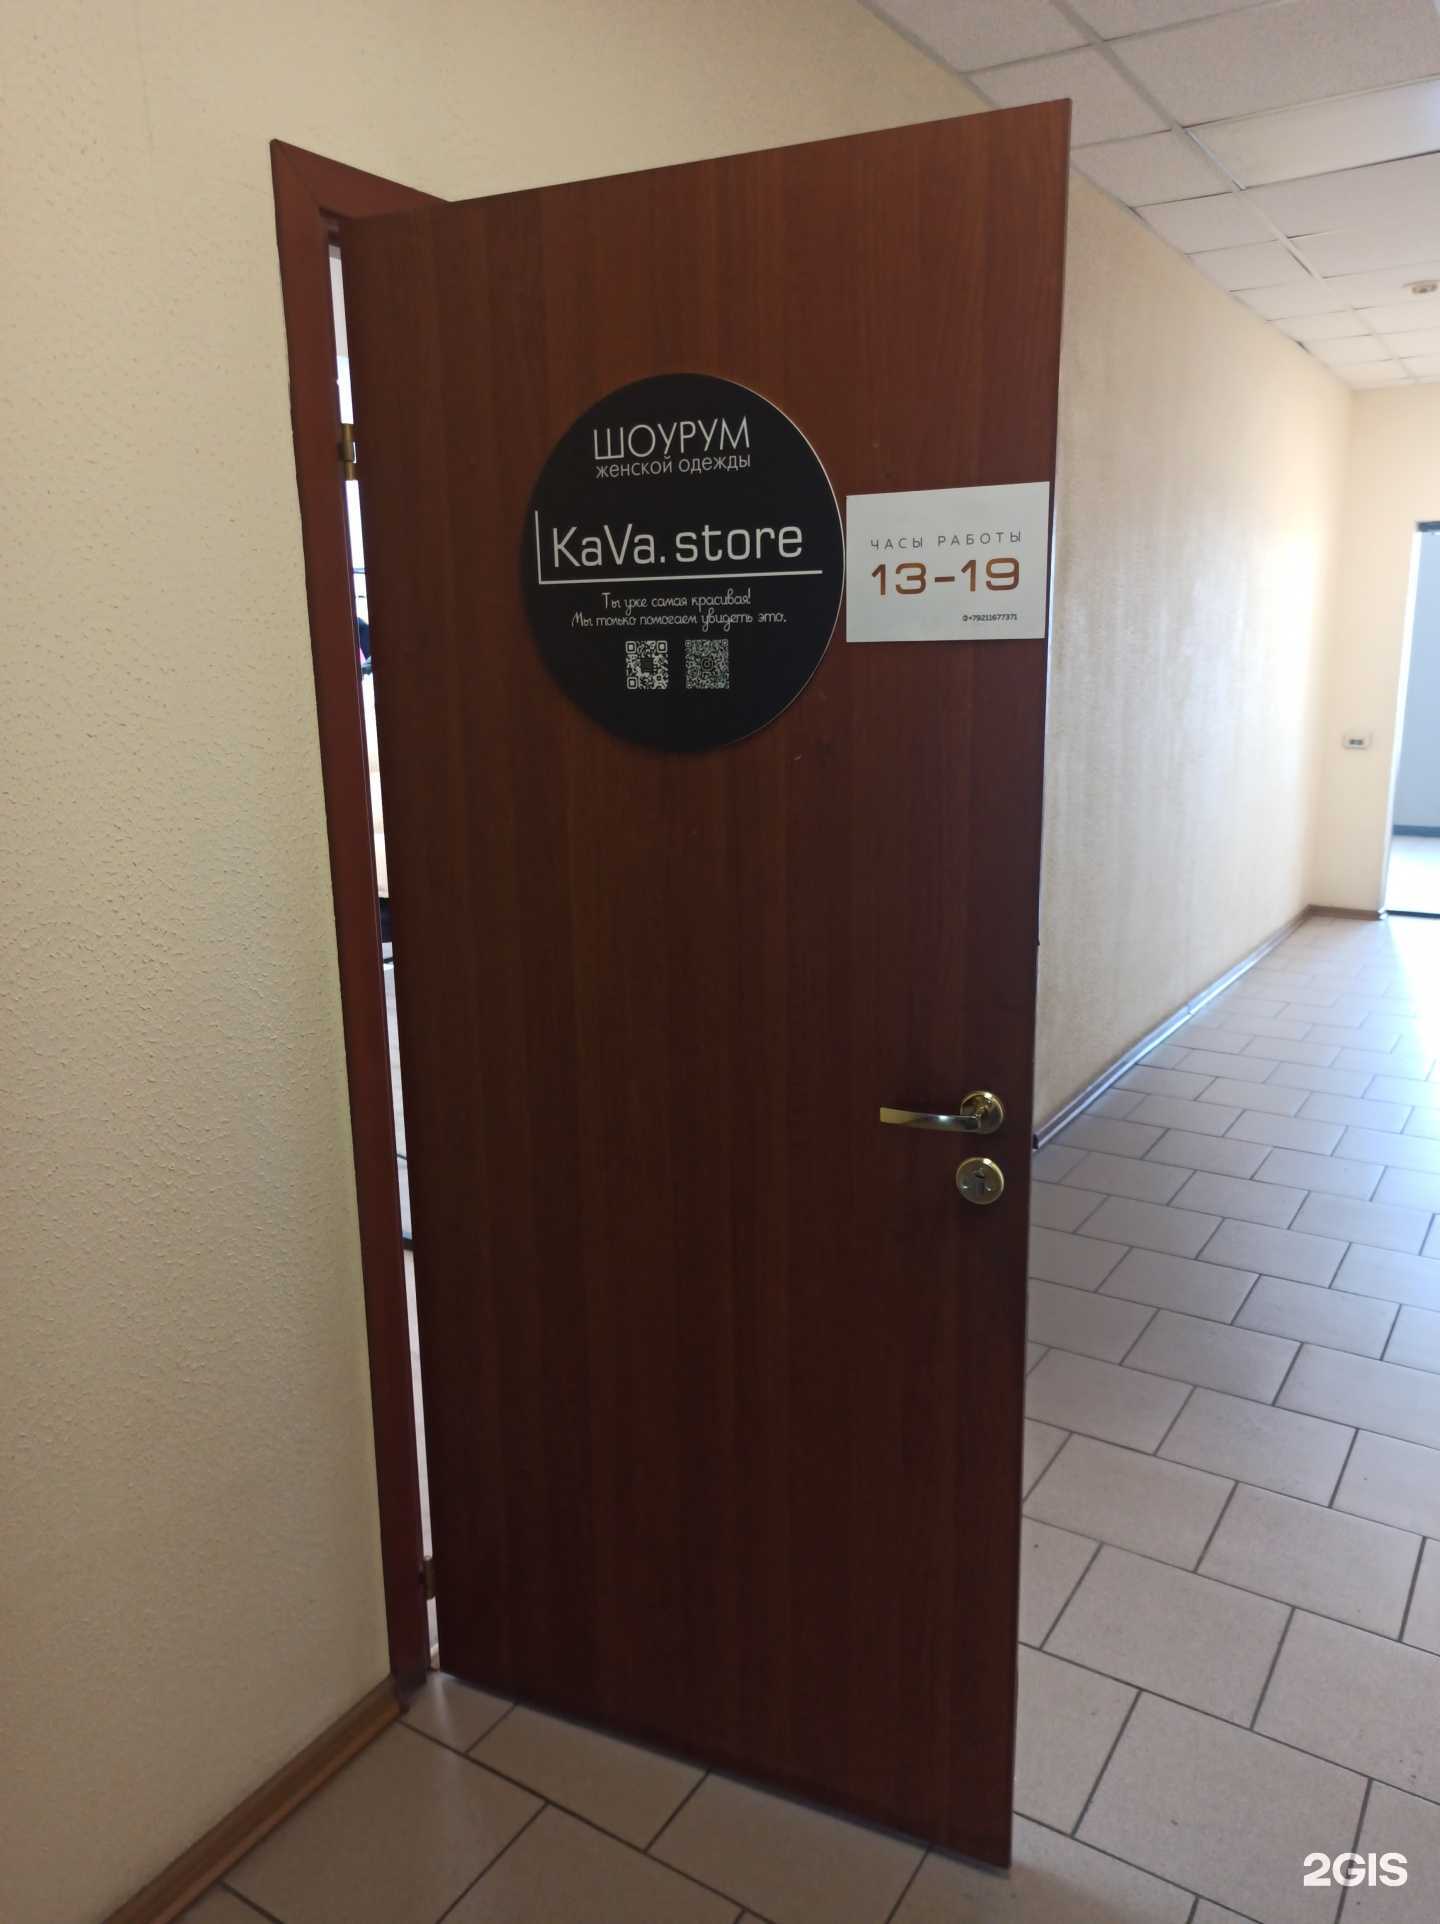 ШОУРУМ
женской одежды
KaVa.store
Ты уже самая красивая!
Мы только помогаем увидеть это.
ЧАСЫ РАБОТЫ
13-19
+79211677371
2GIS